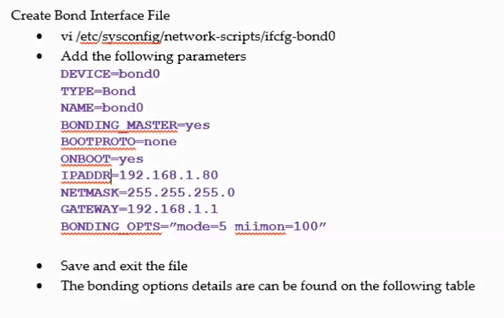 Create Bond Interface File
• vi /etc/sysconfig/network-scripts/ifcfg-bond0
• Add the following parameters
DEVICE=bond0
TYPE=Bond
NAME=bond0
BONDING_MASTER=yes
BOOTPROTO=none
ONBOOT=yes
IPADDR=192.168.1.80
NETMASK=255.255.255.0
GATEWAY=192.168.1.1
BONDING_OPTS=”mode=5 miimon=100”
• Save and exit the file
• The bonding options details are can be found on the following table